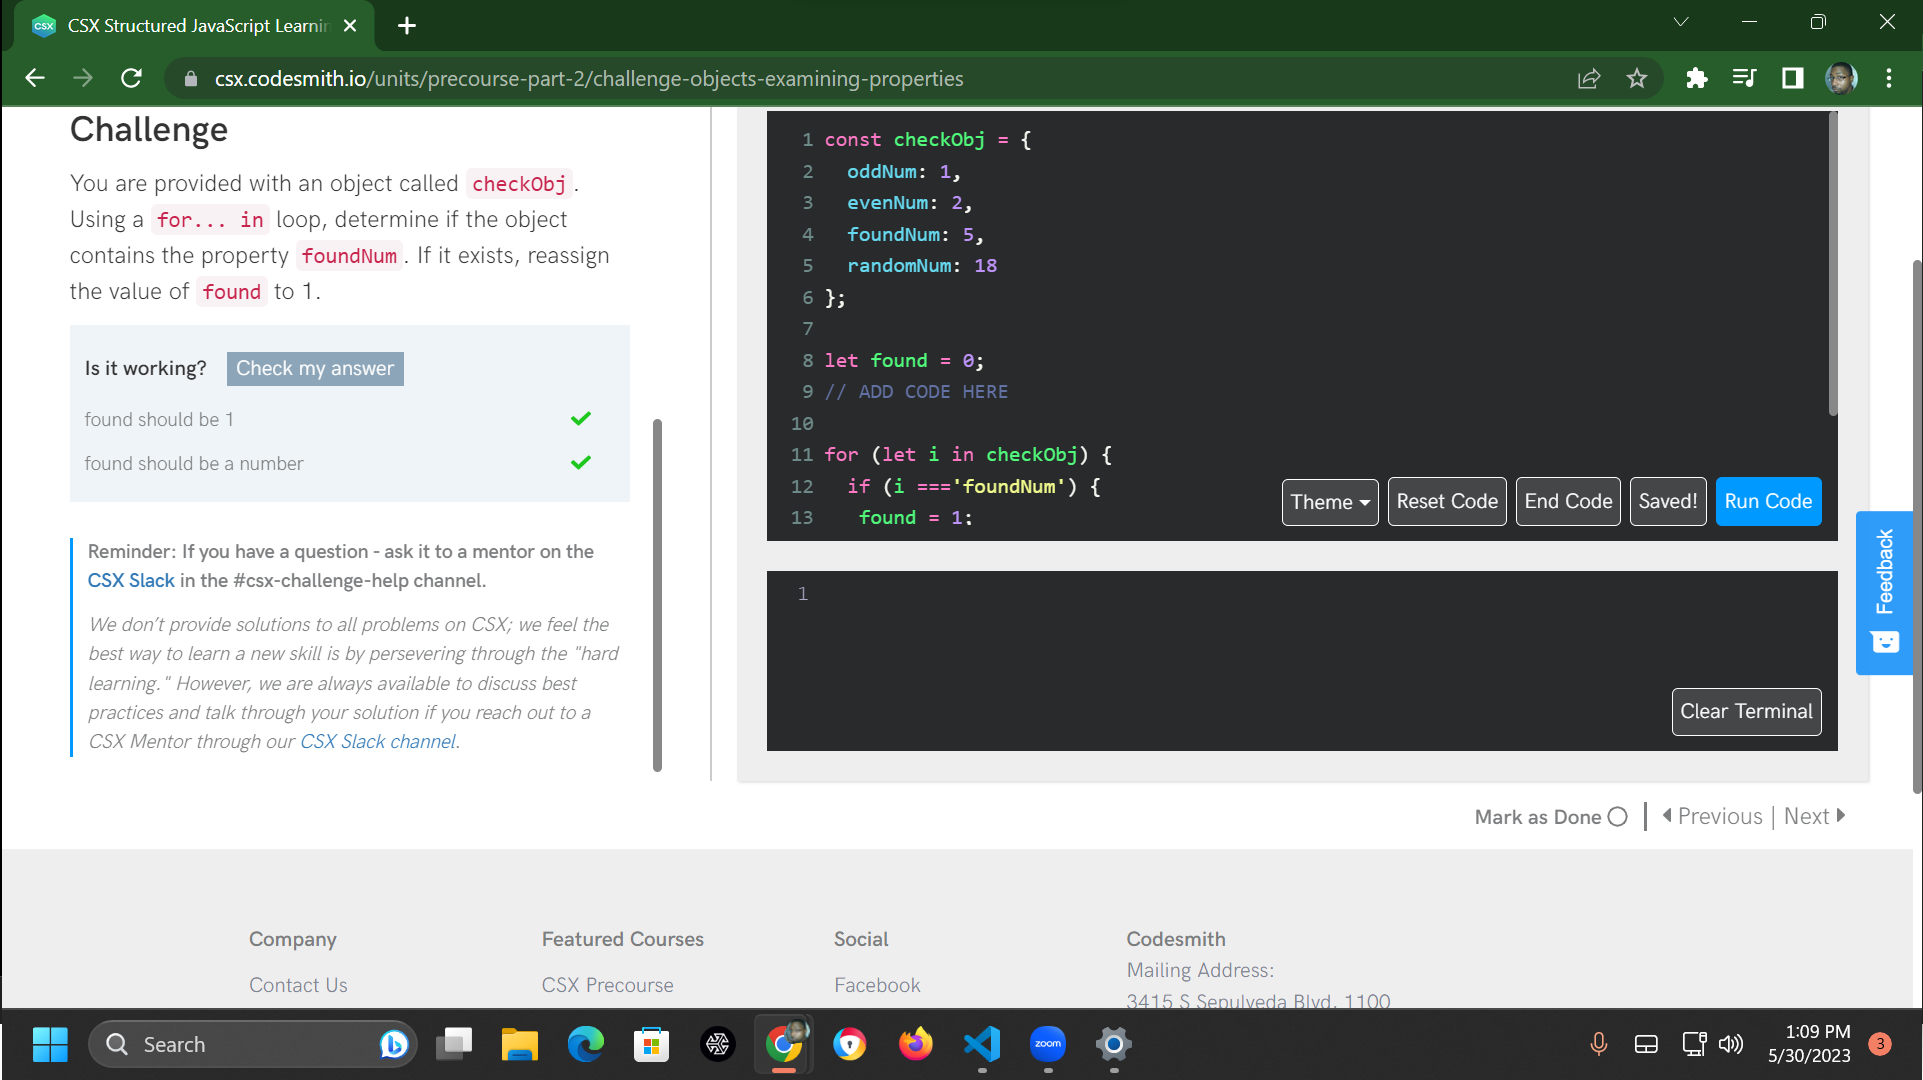 CSX Structured JavaScript Learnin
csx.codesmith.io/units/precourse-part-2/challenge-objects-examining-properties
Challenge
You are provided with an object called checkObj.
Using a for... in loop, determine if the object
contains the property foundNum. If it exists, reassign
the value of found to 1.
Is it working? Check my answer
found should be 1
found should be a number
Reminder: If you have a question - ask it to a mentor on the
CSX Slack in the #csx-challenge-help channel.
We don’t provide solutions to all problems on CSX; we feel the
best way to learn a new skill is by persevering through the "hard
learning." However, we are always available to discuss best
practices and talk through your solution if you reach out to a
CSX Mentor through our CSX Slack channel.
1 const checkObj = {
2 oddNum: 1,
3 evenNum: 2,
4 foundNum: 5,
5 randomNum: 18
6 };
7
8 let found = 0;
9 // ADD CODE HERE
10
11 for (let i in checkObj) {
12 if (i ==='foundNum') {
13 found = 1;
Theme Reset Code End Code Saved! Run Code
1
Clear Terminal
Feedback
Mark as Done | Previous | Next
Company
Contact Us
Featured Courses
CSX Precourse
Social
Facebook
Codesmith
Mailing Address:
3415 S Sepulveda Blvd. 1100
Search
zoom
1:09 PM
5/30/2023
3